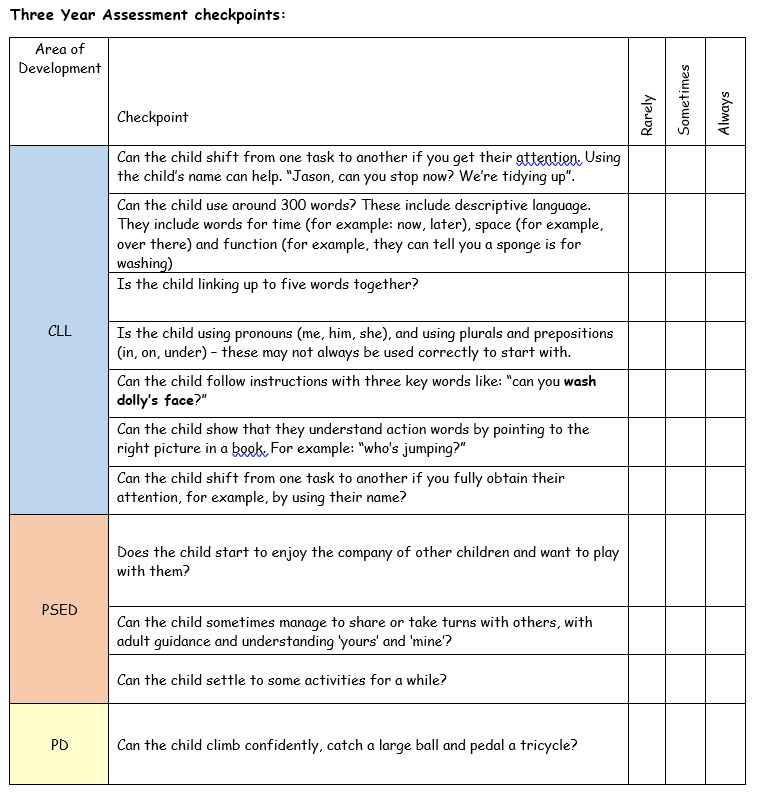 Three Year Assessment checkpoints:
Area of
Development
Checkpoint
Rarely
Sometimes
Always
CLL
Can the child shift from one task to another if you get their attention. Using
the child's name can help. “Jason, can you stop now? We're tidying up”.
Can the child use around 300 words? These include descriptive language.
They include words for time (for example: now, later), space (for example,
over there) and function (for example, they can tell you a sponge is for
washing)
Is the child linking up to five words together?
Is the child using pronouns (me, him, she), and using plurals and prepositions
(in, on, under) – these may not always be used correctly to start with.
Can the child follow instructions with three key words like: “can you wash
dolly's face?”
Can the child show that they understand action words by pointing to the
right picture in a book. For example: “who's jumping?”
Can the child shift from one task to another if you fully obtain their
attention, for example, by using their name?
PSED
Does the child start to enjoy the company of other children and want to play
with them?
Can the child sometimes manage to share or take turns with others, with
adult guidance and understanding ‘yours’ and ‘mine’?
Can the child settle to some activities for a while?
PD
Can the child climb confidently, catch a large ball and pedal a tricycle?